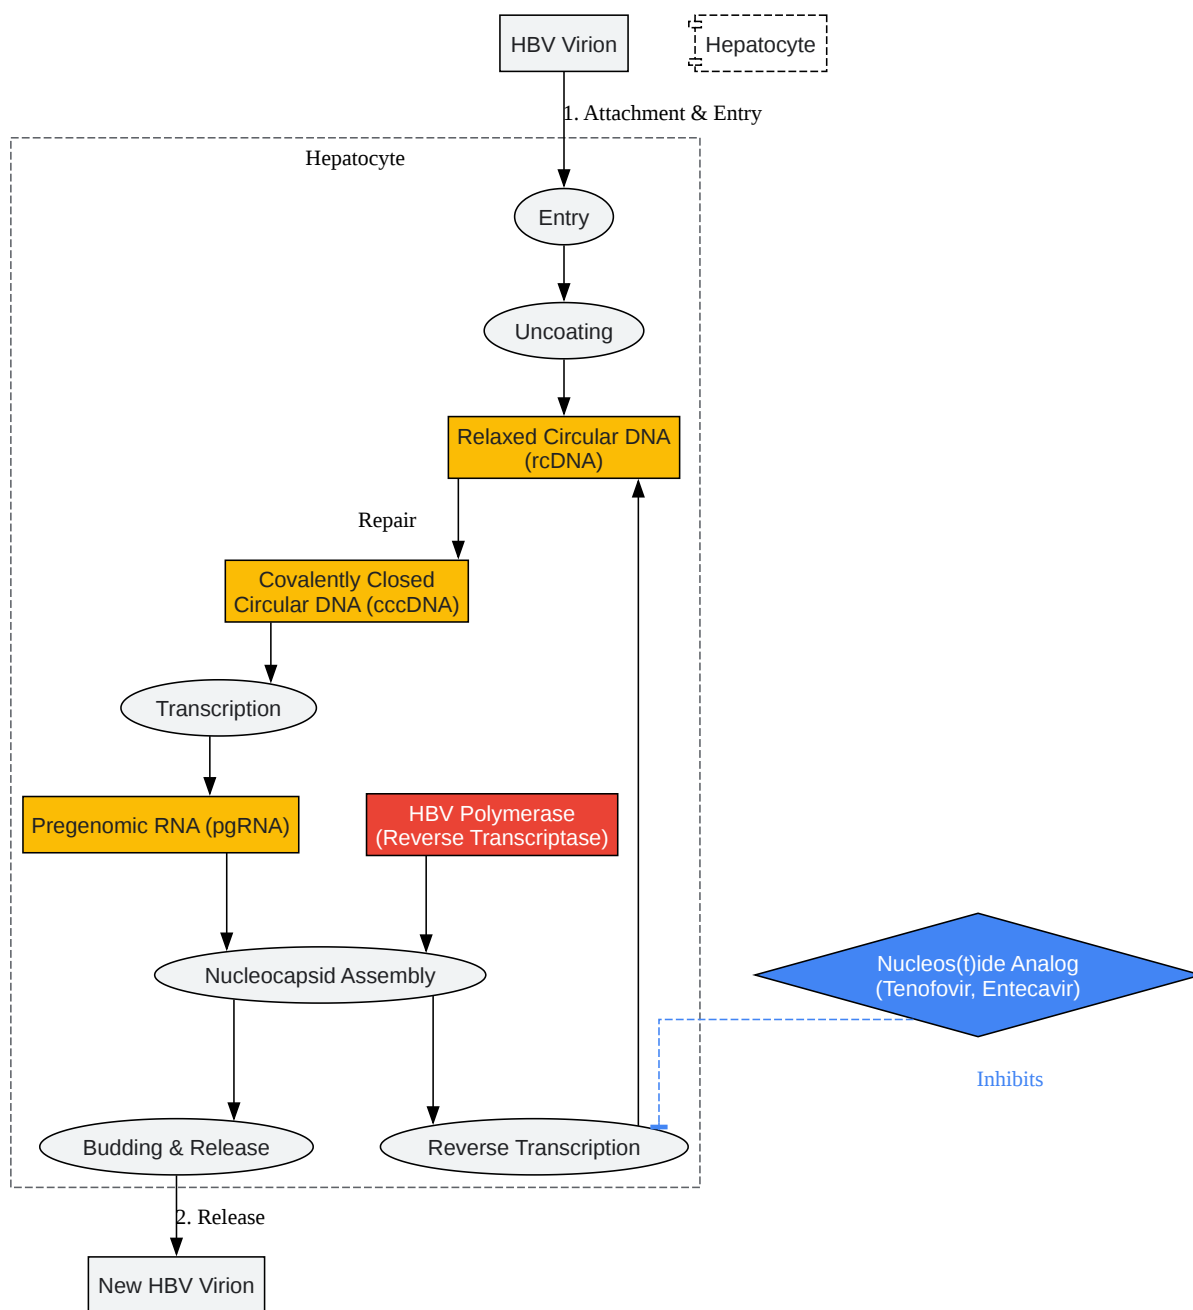 HBV Virion
Hepatocyte
1. Attachment & Entry
Hepatocyte
Entry
Uncoating
Relaxed Circular DNA
(rcDNA)
Repair
Covalently Closed
Circular DNA (cccDNA)
Transcription
Pregenomic RNA (pgRNA)
HBV Polymerase
(Reverse Transcriptase)
Nucleocapsid Assembly
Nucleos(t)ide Analog
(Tenofovir, Entecavir)
Inhibits
Budding & Release
Reverse Transcription
2. Release
New HBV Virion